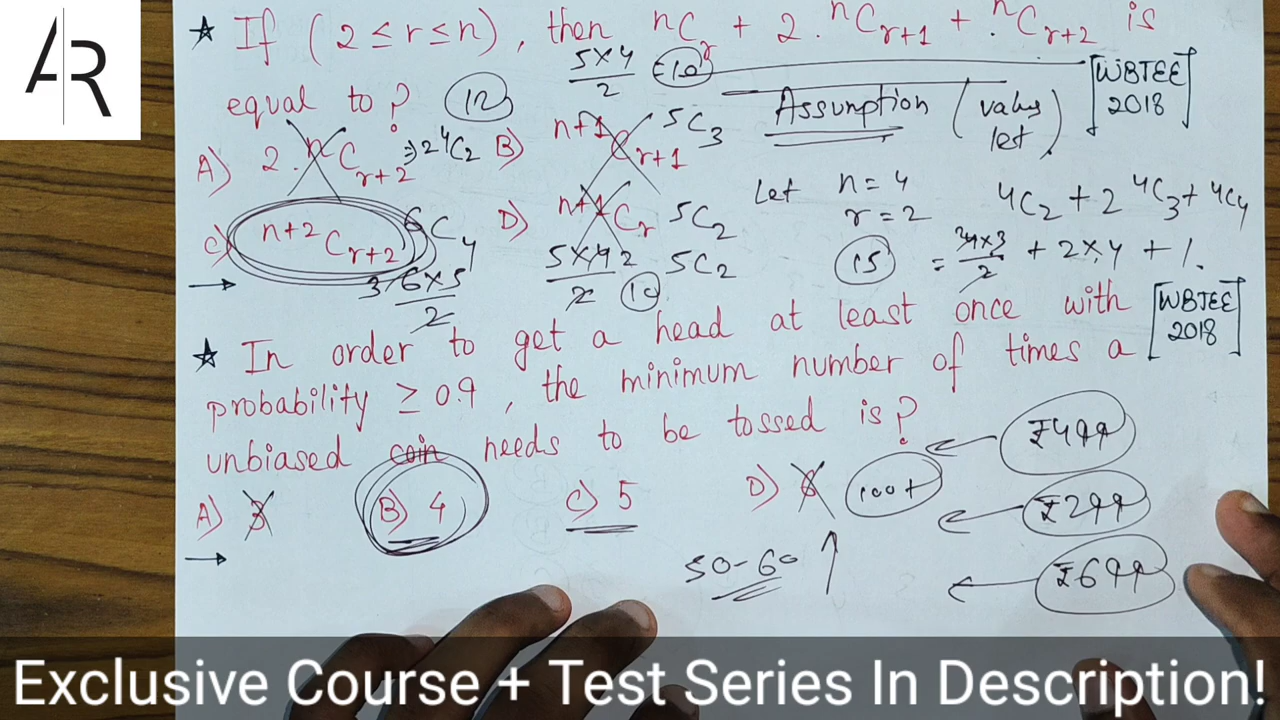 AR
★ If (2 ≤ r ≤ n), then nCr + 2. nCr+1 + . nCr+2 is
equal to? 12 5×4/2 10 Assumption (values let) [WBJEE 2018]
A) 2. nCr+2 ⇒ 2 4C2 B) n+1Cr+1 5C3
Let n = 4 r = 2 4C2 + 2 4C3 + 4C4
C) n+2Cr+2 6C4 D) n+1Cr 5C2
→ 3 6×5/2 5×4 2/2 10 5C2 15 = 4×3/2 + 2×4 + 1.
★ In order to get a head at least once with [WBJEE 2018]
probability ≥ 0.9, the minimum number of times a
unbiased coin needs to be tossed is?
₹499
A) 3 B) 4 C) 5 D) 6 100+
₹299
→ 50-60 ↑ ₹699
Exclusive Course + Test Series In Description!